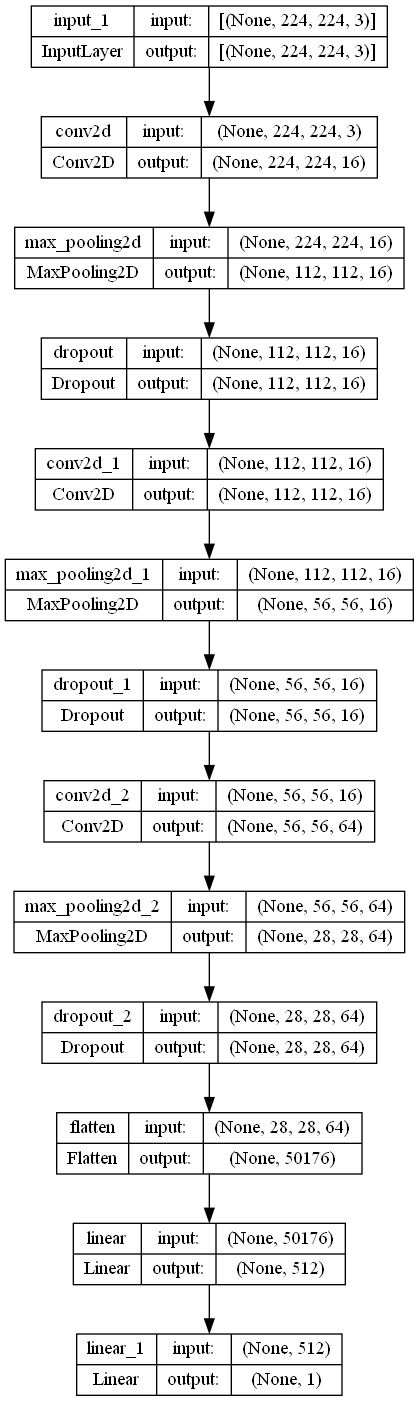 input_1 input: [(None, 224, 224, 3)]
InputLayer output: [(None, 224, 224, 3)]
conv2d input: (None, 224, 224, 3)
Conv2D output: (None, 224, 224, 16)
max_pooling2d input: (None, 224, 224, 16)
MaxPooling2D output: (None, 112, 112, 16)
dropout input: (None, 112, 112, 16)
Dropout output: (None, 112, 112, 16)
conv2d_1 input: (None, 112, 112, 16)
Conv2D output: (None, 112, 112, 16)
max_pooling2d_1 input: (None, 112, 112, 16)
MaxPooling2D output: (None, 56, 56, 16)
dropout_1 input: (None, 56, 56, 16)
Dropout output: (None, 56, 56, 16)
conv2d_2 input: (None, 56, 56, 16)
Conv2D output: (None, 56, 56, 64)
max_pooling2d_2 input: (None, 56, 56, 64)
MaxPooling2D output: (None, 28, 28, 64)
dropout_2 input: (None, 28, 28, 64)
Dropout output: (None, 28, 28, 64)
flatten input: (None, 28, 28, 64)
Flatten output: (None, 50176)
linear input: (None, 50176)
Linear output: (None, 512)
linear_1 input: (None, 512)
Linear output: (None, 1)